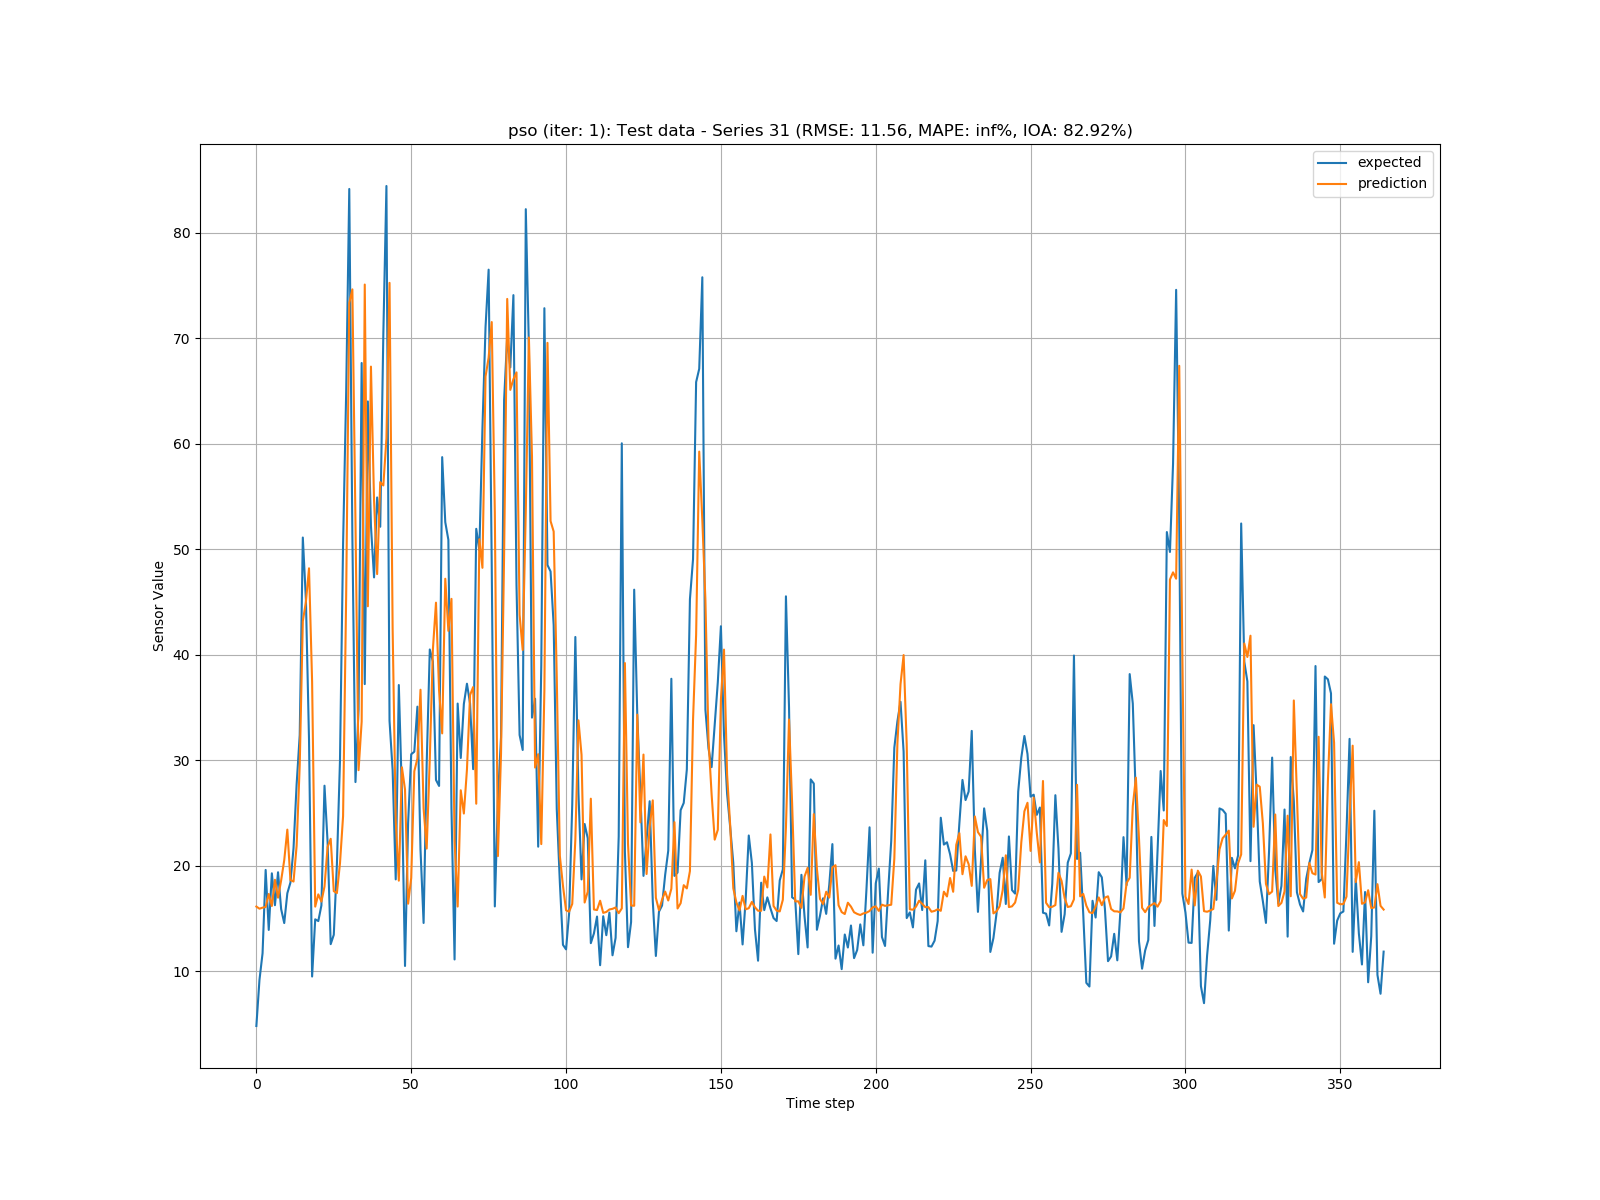 pso (iter: 1): Test data - Series 31 (RMSE: 11.56, MAPE: inf%, IOA: 82.92%)
expected
prediction
80
70
60
50
40
30
20
10
Sensor Value
0 50 100 150 200 250 300 350
Time step